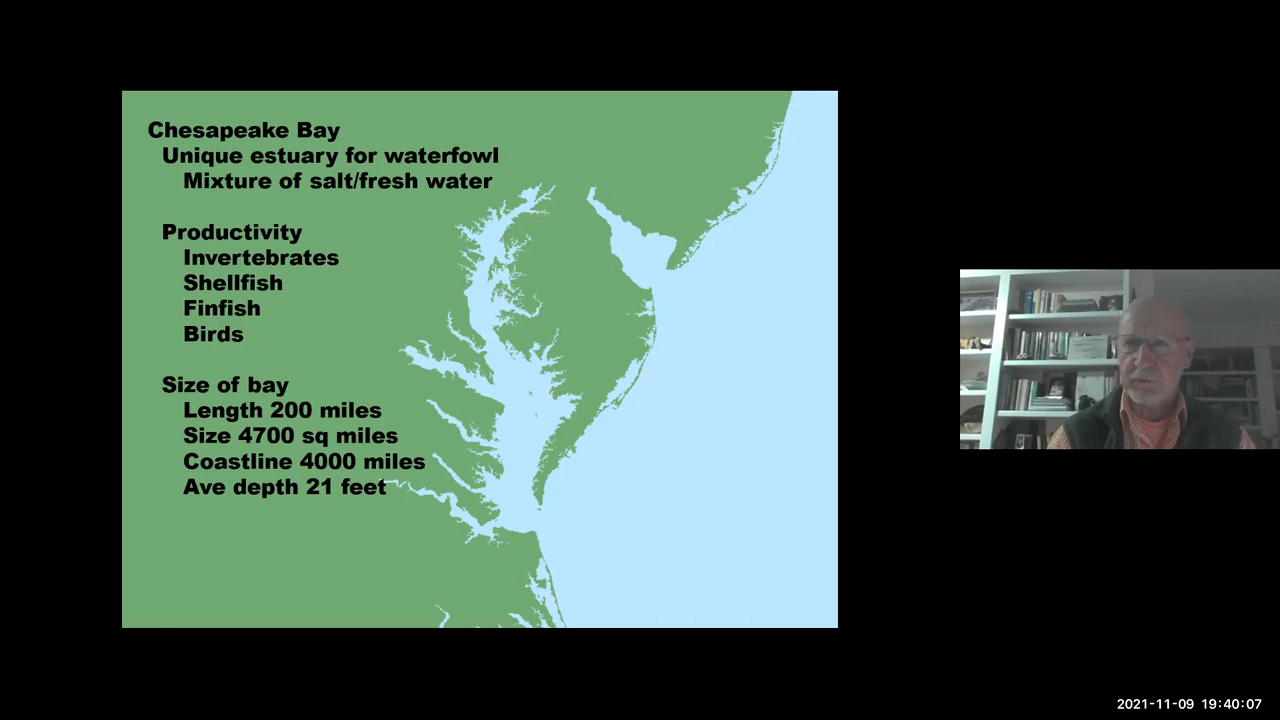 Chesapeake Bay
Unique estuary for waterfowl
Mixture of salt/fresh water
Productivity
Invertebrates
Shellfish
Finfish
Birds
Size of bay
Length 200 miles
Size 4700 sq miles
Coastline 4000 miles
Ave depth 21 feet
2021-11-09 19:40:07